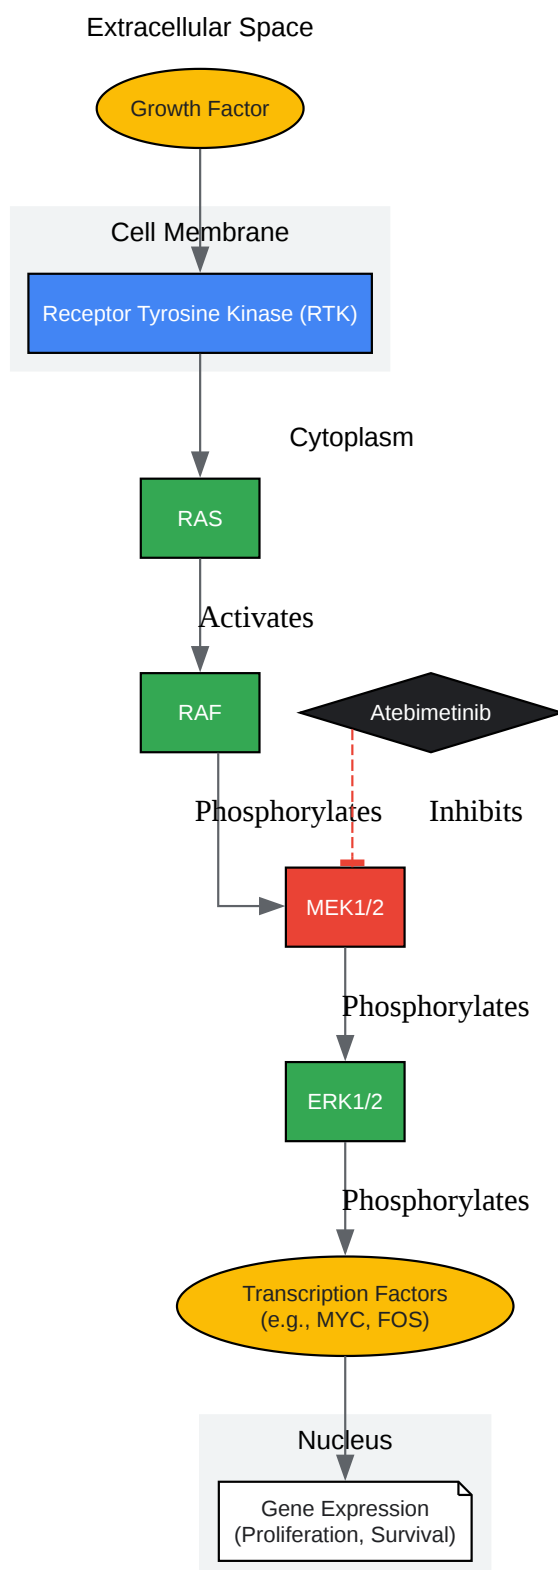 Extracellular Space
Growth Factor
Cell Membrane
Receptor Tyrosine Kinase (RTK)
Cytoplasm
RAS
Activates
RAF
Atebimetinib
Phosphorylates
Inhibits
MEK1/2
Phosphorylates
ERK1/2
Phosphorylates
Transcription Factors
(e.g., MYC, FOS)
Nucleus
Gene Expression
(Proliferation, Survival)